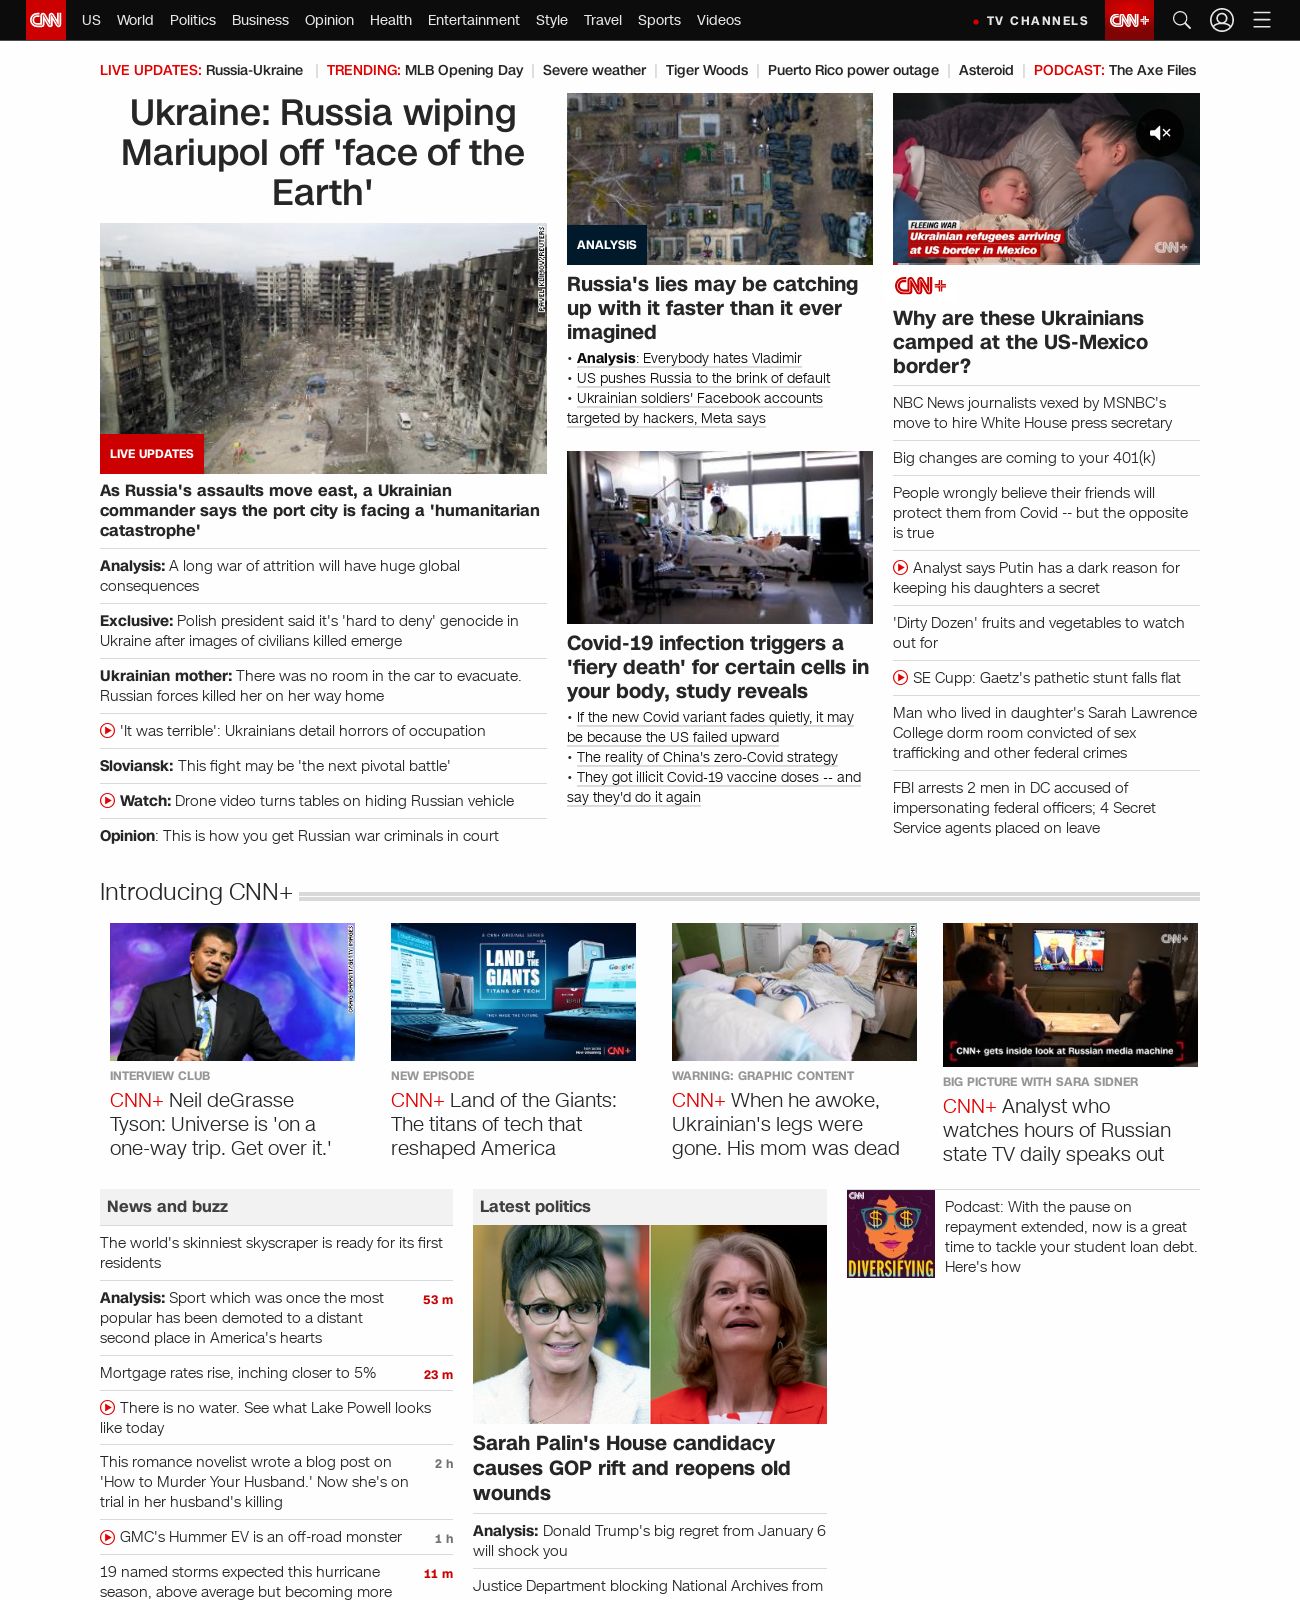 CNN US World Politics Business Opinion Health Entertainment Style Travel Sports Videos TV CHANNELS CNN+
LIVE UPDATES: Russia-Ukraine TRENDING: MLB Opening Day Severe weather Tiger Woods Puerto Rico power outage Asteroid PODCAST: The Axe Files
Ukraine: Russia wiping
Mariupol off 'face of the
Earth'
PAVEL KLIMOV/REUTERS
LIVE UPDATES
As Russia's assaults move east, a Ukrainian
commander says the port city is facing a 'humanitarian
catastrophe'
Analysis: A long war of attrition will have huge global
consequences
Exclusive: Polish president said it's 'hard to deny' genocide in
Ukraine after images of civilians killed emerge
Ukrainian mother: There was no room in the car to evacuate.
Russian forces killed her on her way home
'It was terrible': Ukrainians detail horrors of occupation
Sloviansk: This fight may be 'the next pivotal battle'
Watch: Drone video turns tables on hiding Russian vehicle
Opinion: This is how you get Russian war criminals in court
ANALYSIS
Russia's lies may be catching
up with it faster than it ever
imagined
• Analysis: Everybody hates Vladimir
• US pushes Russia to the brink of default
• Ukrainian soldiers' Facebook accounts
targeted by hackers, Meta says
Covid-19 infection triggers a
'fiery death' for certain cells in
your body, study reveals
• If the new Covid variant fades quietly, it may
be because the US failed upward
• The reality of China's zero-Covid strategy
• They got illicit Covid-19 vaccine doses -- and
say they'd do it again
FLEEING WAR
Ukrainian refugees arriving
at US border in Mexico
CNN+
CNN+
Why are these Ukrainians
camped at the US-Mexico
border?
NBC News journalists vexed by MSNBC's
move to hire White House press secretary
Big changes are coming to your 401(k)
People wrongly believe their friends will
protect them from Covid -- but the opposite
is true
Analyst says Putin has a dark reason for
keeping his daughters a secret
'Dirty Dozen' fruits and vegetables to watch
out for
SE Cupp: Gaetz's pathetic stunt falls flat
Man who lived in daughter's Sarah Lawrence
College dorm room convicted of sex
trafficking and other federal crimes
FBI arrests 2 men in DC accused of
impersonating federal officers; 4 Secret
Service agents placed on leave
Introducing CNN+
INTERVIEW CLUB
CNN+ Neil deGrasse
Tyson: Universe is 'on a
one-way trip. Get over it.'
A CNN+ ORIGINAL SERIES
LAND OF THE
GIANTS
TITANS OF TECH
THEY MADE THE FUTURE.
Google
CNN+
NEW EPISODE
CNN+ Land of the Giants:
The titans of tech that
reshaped America
CNN
WARNING: GRAPHIC CONTENT
CNN+ When he awoke,
Ukrainian's legs were
gone. His mom was dead
CNN+
CNN+ gets inside look at Russian media machine
BIG PICTURE WITH SARA SIDNER
CNN+ Analyst who
watches hours of Russian
state TV daily speaks out
News and buzz
The world's skinniest skyscraper is ready for its first
residents
Analysis: Sport which was once the most 53 m
popular has been demoted to a distant
second place in America's hearts
Mortgage rates rise, inching closer to 5% 23 m
There is no water. See what Lake Powell looks
like today
This romance novelist wrote a blog post on 2 h
'How to Murder Your Husband.' Now she's on
trial in her husband's killing
GMC's Hummer EV is an off-road monster 1 h
19 named storms expected this hurricane 11 m
season, above average but becoming more
Latest politics
Sarah Palin's House candidacy
causes GOP rift and reopens old
wounds
Analysis: Donald Trump's big regret from January 6
will shock you
Justice Department blocking National Archives from
CNN
DIVERSIFYING
Podcast: With the pause on
repayment extended, now is a great
time to tackle your student loan debt.
Here's how